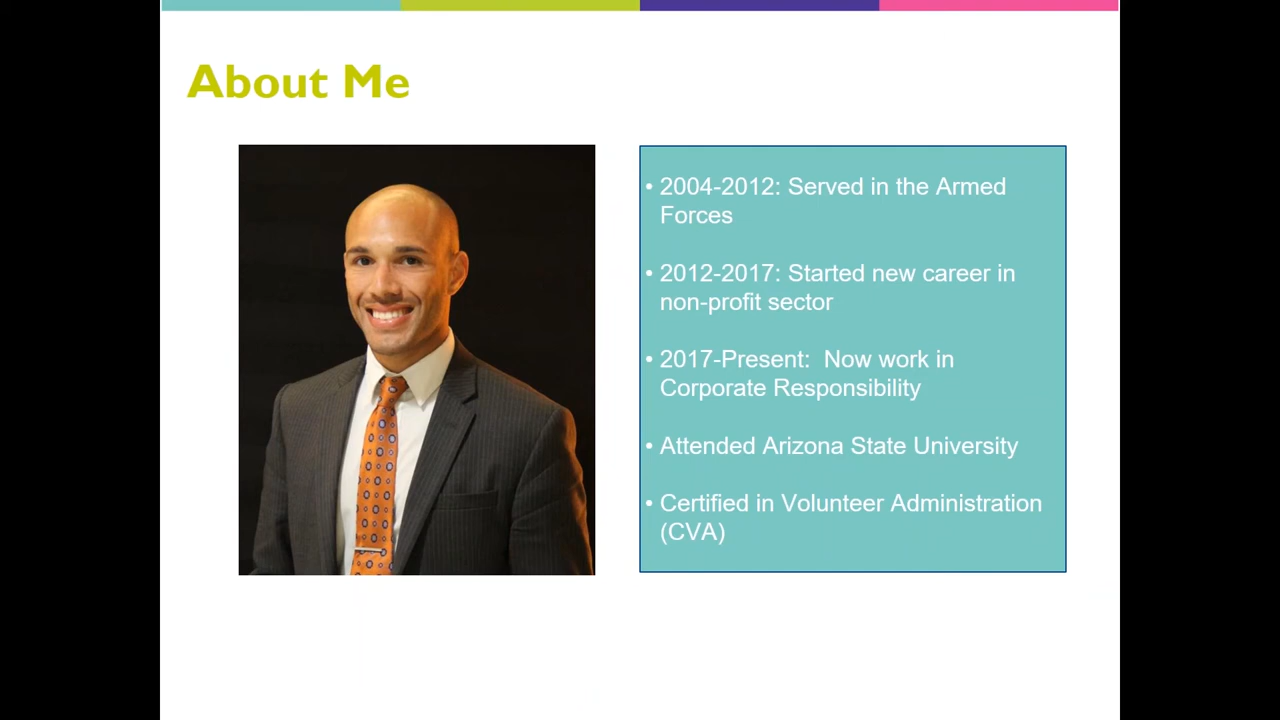 About Me
• 2004-2012: Served in the Armed
Forces
• 2012-2017: Started new career in
non-profit sector
• 2017-Present:  Now work in
Corporate Responsibility
• Attended Arizona State University
• Certified in Volunteer Administration
(CVA)